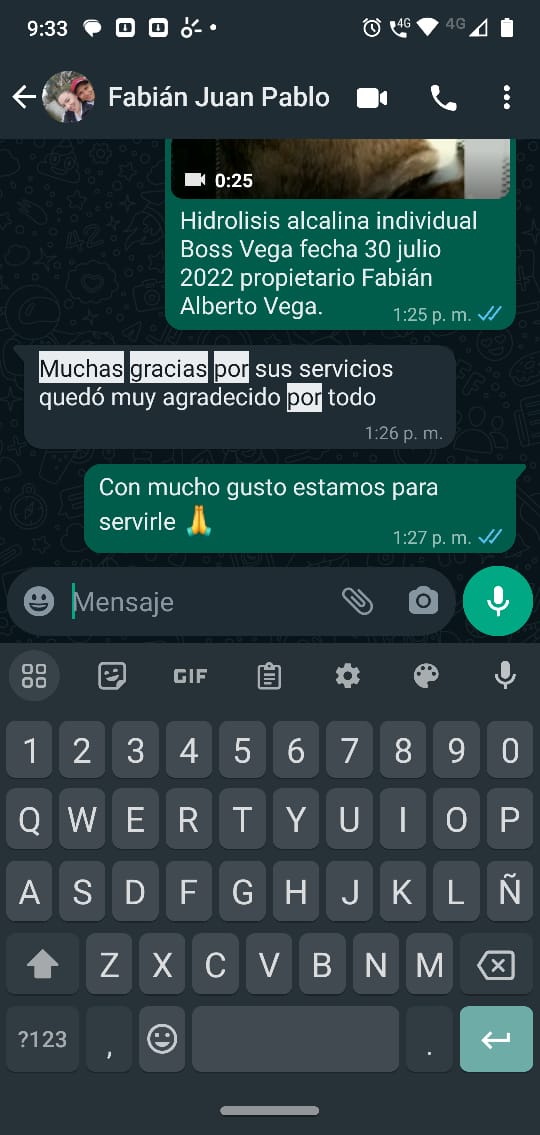 9:33
4G 4G
Fabián Juan Pablo
0:25
Hidrolisis alcalina individual
Boss Vega fecha 30 julio
2022 propietario Fabián
Alberto Vega.
1:25 p. m.
Muchas gracias por sus servicios
quedó muy agradecido por todo
1:26 p. m.
Con mucho gusto estamos para
servirle 🙏
1:27 p. m.
Mensaje
GIF
1 2 3 4 5 6 7 8 9 0
Q W E R T Y U I O P
A S D F G H J K L Ñ
Z X C V B N M
?123 , .